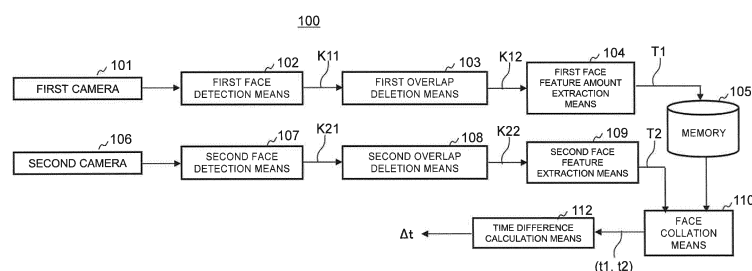 100
101
102
K11
103
K12
104
T1
105
FIRST CAMERA
FIRST FACE
DETECTION MEANS
FIRST OVERLAP
DELETION MEANS
FIRST FACE
FEATURE AMOUNT
EXTRACTION
MEANS
MEMORY
106
107
K21
108
K22
109
T2
SECOND CAMERA
SECOND FACE
DETECTION MEANS
SECOND OVERLAP
DELETION MEANS
SECOND FACE
FEATURE
EXTRACTION MEANS
112
110
Δt
TIME DIFFERENCE
CALCULATION MEANS
FACE
COLLATION
MEANS
(t1, t2)